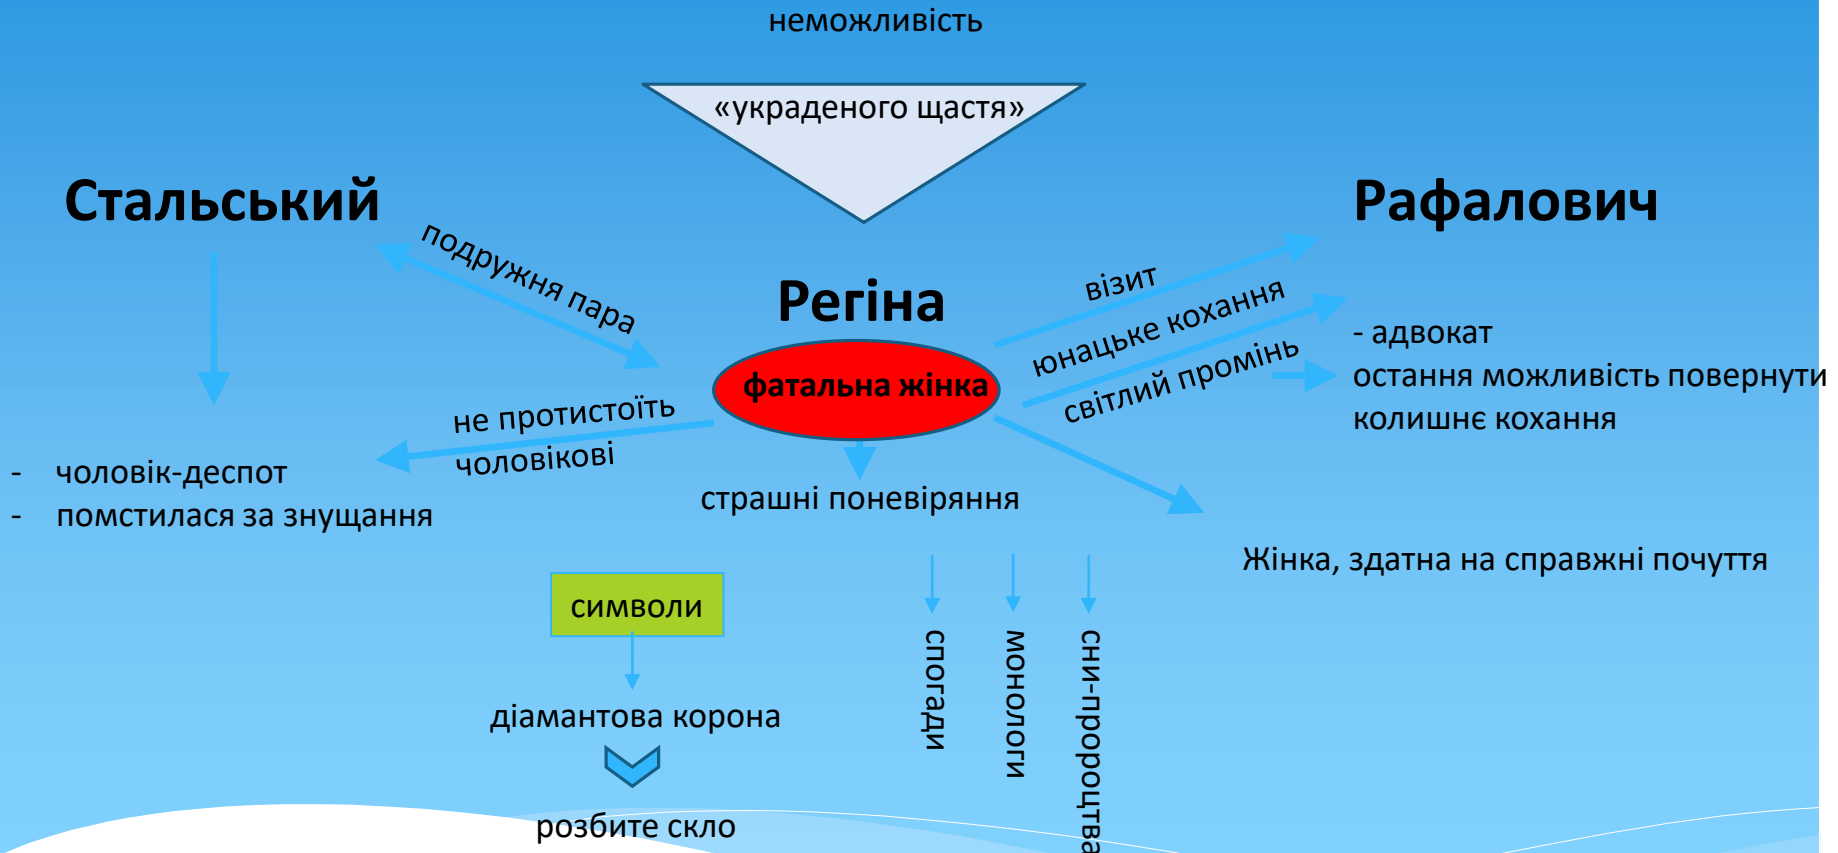 неможливість
«украденого щастя»
Стальський
Рафалович
подружня пара
Регіна
фатальна жінка
візит
юнацьке кохання
світлий промінь
- адвокат
остання можливість повернути
колишнє кохання
не протистоїть
чоловікові
- чоловік-деспот
- помстилася за знущання
страшні поневіряння
Жінка, здатна на справжні почуття
символи
діамантова корона
розбите скло
спогади
монологи
сни-пророцтва